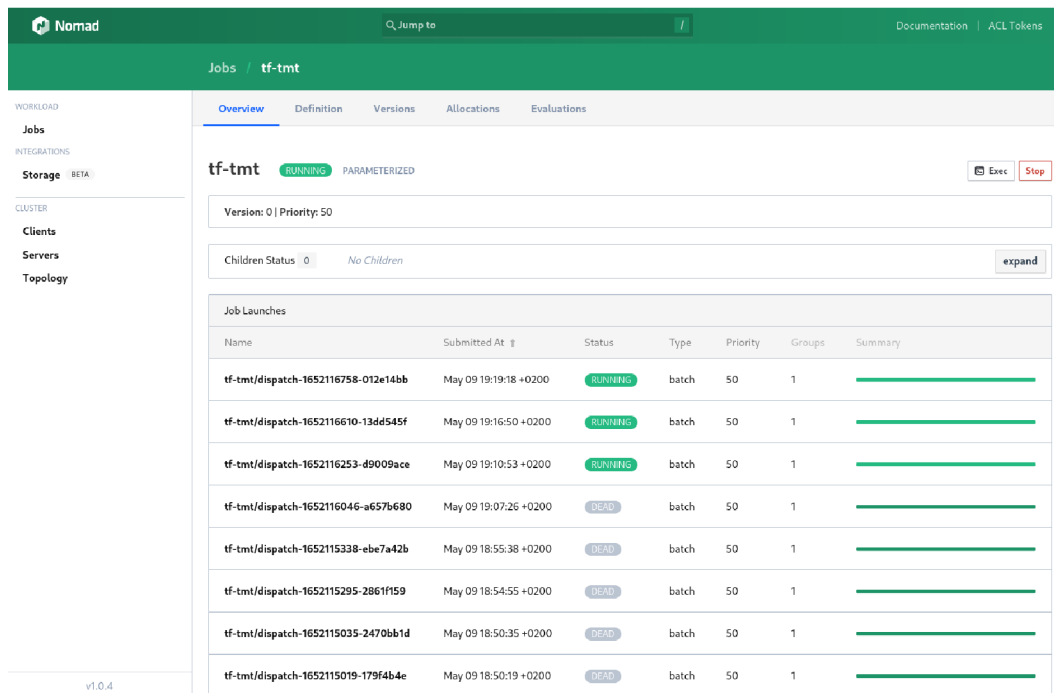 Nomad Jump to / Documentation | ACL Tokens
Jobs / tf-tmt
WORKLOAD
Jobs
INTEGRATIONS
Storage BETA
CLUSTER
Clients
Servers
Topology
v1.0.4
Overview Definition Versions Allocations Evaluations
tf-tmt RUNNING PARAMETERIZED Exec Stop
Version: 0 | Priority: 50
Children Status 0 No Children expand
Job Launches
Name Submitted At Status Type Priority Groups Summary
tf-tmt/dispatch-1652116758-012e14bb May 09 19:19:18 +0200 RUNNING batch 50 1
tf-tmt/dispatch-1652116610-13dd545f May 09 19:16:50 +0200 RUNNING batch 50 1
tf-tmt/dispatch-1652116253-d9009ace May 09 19:10:53 +0200 RUNNING batch 50 1
tf-tmt/dispatch-1652116046-a657b680 May 09 19:07:26 +0200 DEAD batch 50 1
tf-tmt/dispatch-1652115338-ebe7a42b May 09 18:55:38 +0200 DEAD batch 50 1
tf-tmt/dispatch-1652115295-2861f159 May 09 18:54:55 +0200 DEAD batch 50 1
tf-tmt/dispatch-1652115035-2470bb1d May 09 18:50:35 +0200 DEAD batch 50 1
tf-tmt/dispatch-1652115019-179f4b4e May 09 18:50:19 +0200 DEAD batch 50 1